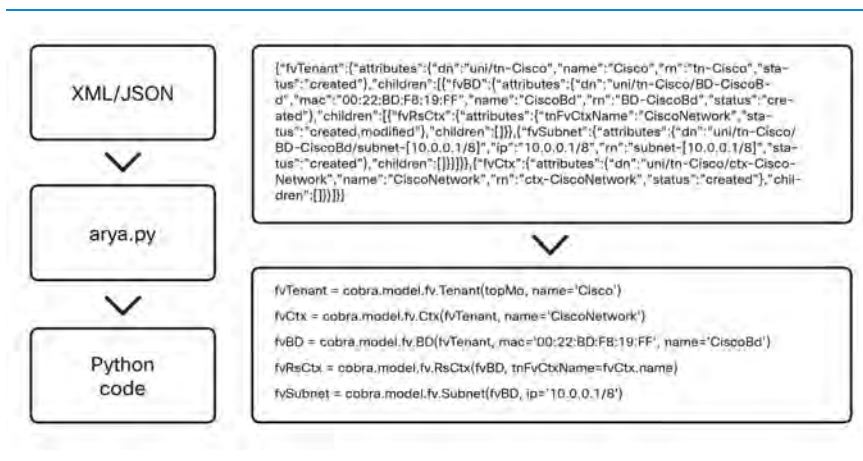 XML/JSON
arya.py
Python
code
{"fvTenant":{"attributes":{"dn":"uni/tn-Cisco","name":"Cisco","rn":"tn-Cisco","sta-
tus":"created"},"children":[{"fvBD":{"attributes":{"dn":"uni/tn-Cisco/BD-CiscoB-
d","mac":"00:22:BD:F8:19:FF","name":"CiscoBd","rn":"BD-CiscoBd","status":"cre-
ated"},"children":[{"fvRsCtx":{"attributes":{"tnFvCtxName":"CiscoNetwork","sta-
tus":"created,modified"},"children":[]}},{"fvSubnet":{"attributes":{"dn":"uni/tn-Cisco/
BD-CiscoBd/subnet-[10.0.0.1/8]","ip":"10.0.0.1/8","rn":"subnet-[10.0.0.1/8]","sta-
tus":"created"},"children":[]}}]}},{"fvCtx":{"attributes":{"dn":"uni/tn-Cisco/ctx-Cisco-
Network","name":"CiscoNetwork","rn":"ctx-CiscoNetwork","status":"created"},"chil-
dren":[]}}]}}
fvTenant = cobra.model.fv.Tenant(topMo, name='Cisco')
fvCtx = cobra.model.fv.Ctx(fvTenant, name='CiscoNetwork')
fvBD = cobra.model.fv.BD(fvTenant, mac='00:22:BD:F8:19:FF', name='CiscoBd')
fvRsCtx = cobra.model.fv.RsCtx(fvBD, tnFvCtxName=fvCtx.name)
fvSubnet = cobra.model.fv.Subnet(fvBD, ip='10.0.0.1/8')